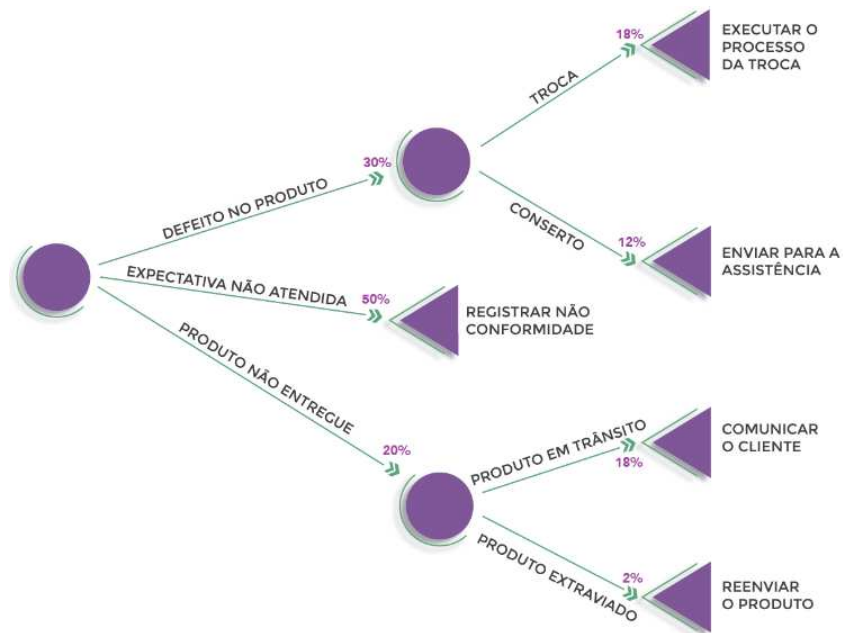 18%
EXECUTAR O
PROCESSO
DA TROCA
TROCA
30%
DEFEITO NO PRODUTO
CONSERTO
12%
ENVIAR PARA A
ASSISTÊNCIA
EXPECTATIVA NÃO ATENDIDA
50%
REGISTRAR NÃO
CONFORMIDADE
PRODUTO NÃO ENTREGUE
20%
PRODUTO EM TRÂNSITO
18%
COMUNICAR
O CLIENTE
PRODUTO EXTRAVIADO
2%
REENVIAR
O PRODUTO